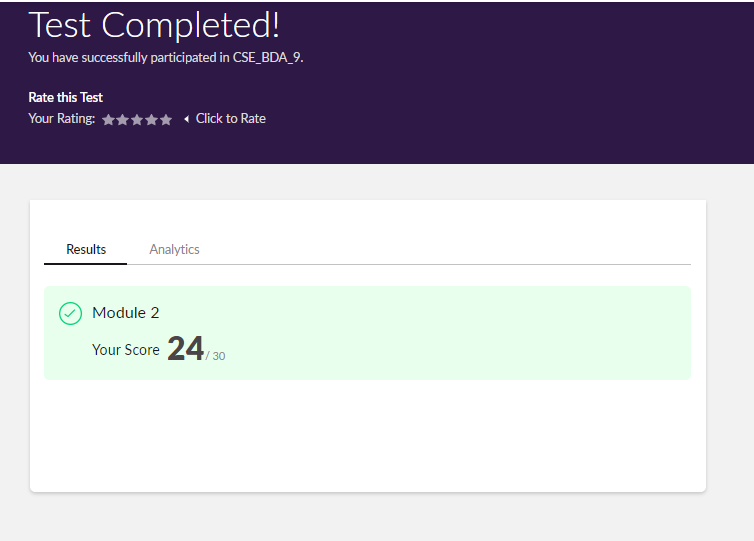 Test Completed!
You have successfully participated in CSE_BDA_9.
Rate this Test
Your Rating: Click to Rate
Results Analytics
Module 2
Your Score 24 / 30